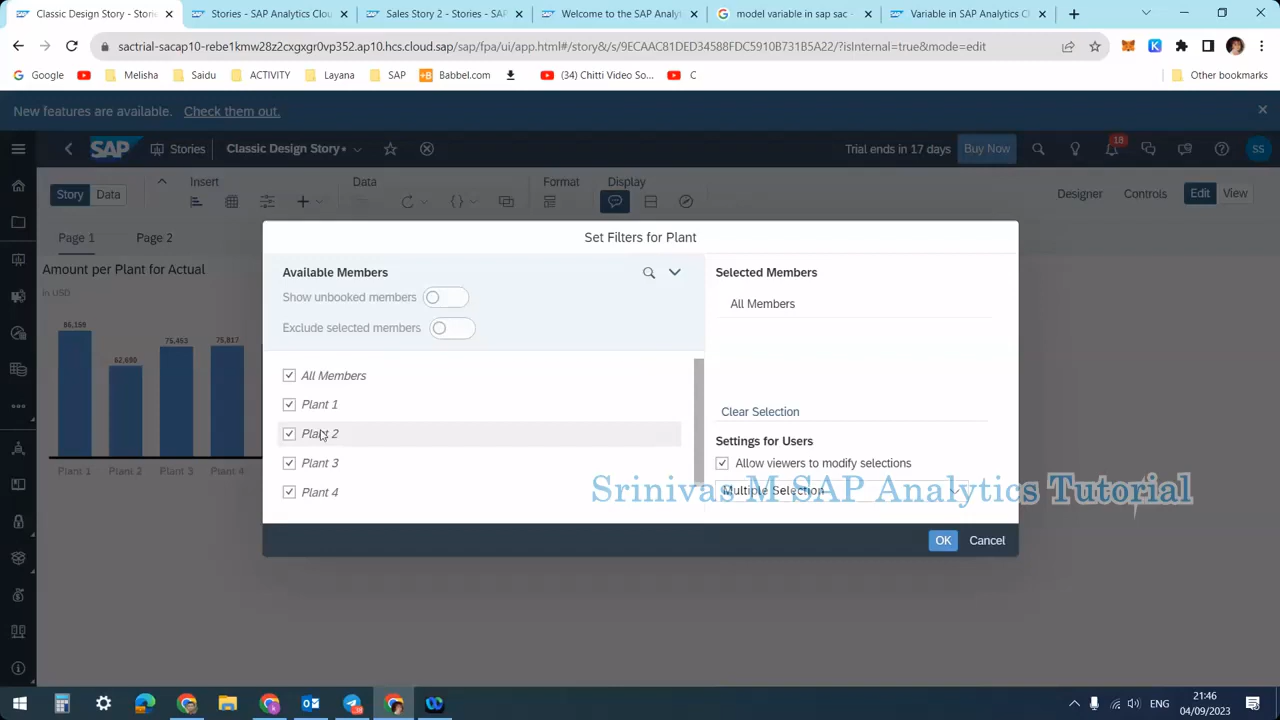 Classic Design Story - Stories -
Stories - SAP Analytics Clou
Sales Story 2 - Stories - SAP A
Welcome to the SAP Analytics
model variable in sap sac -
Variable in SAP Analytics Cl
sactrial-sacap10-rebe1kmw28z2cxgxgr0vp352.ap10.hcs.cloud.sap/sap/fpa/ui/app.html#/story&/s/9ECAAC81DED34588FDC5910B731B5A22/?isInternal=true&mode=edit
Google
Melisha
Saidu
ACTIVITY
Layana
SAP
+B Babbel.com
(34) Chitti Video So...
C
Other bookmarks
New features are available. Check them out.
SAP
Stories
Classic Design Story*
Trial ends in 17 days
Buy Now
18
SS
Story
Data
Insert
Data
Format
Display
Designer
Controls
Edit
View
Page 1
Page 2
Amount per Plant for Actual
in USD
86,168
62,680
75,453
75,817
Plant 1
Plant 2
Plant 3
Plant 4
Set Filters for Plant
Available Members
Show unbooked members
Exclude selected members
All Members
Plant 1
Plant 2
Plant 3
Plant 4
Selected Members
All Members
Clear Selection
Settings for Users
Allow viewers to modify selections
Multiple Selection
Srinivas M SAP Analytics Tutorial
OK
Cancel
ENG
21:46
04/09/2023